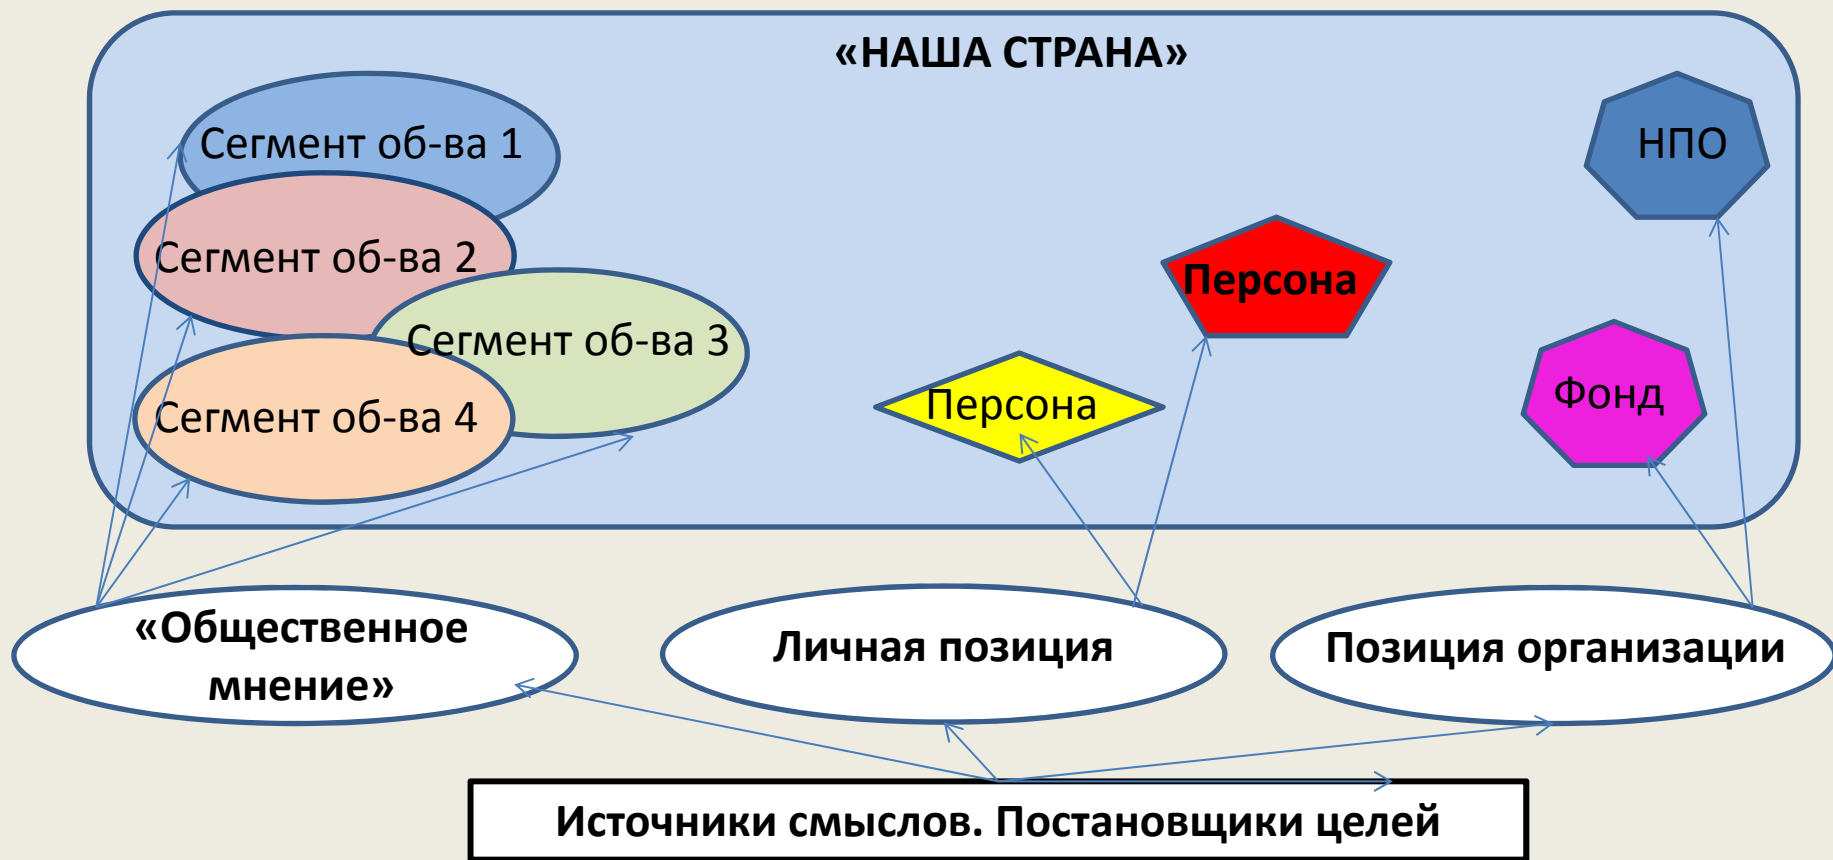 «НАША СТРАНА»
Сегмент об-ва 1
НПО
Сегмент об-ва 2
Персона
Сегмент об-ва 3
Персона
Фонд
Сегмент об-ва 4
«Общественное
мнение»
Личная позиция
Позиция организации
Источники смыслов. Постановщики целей